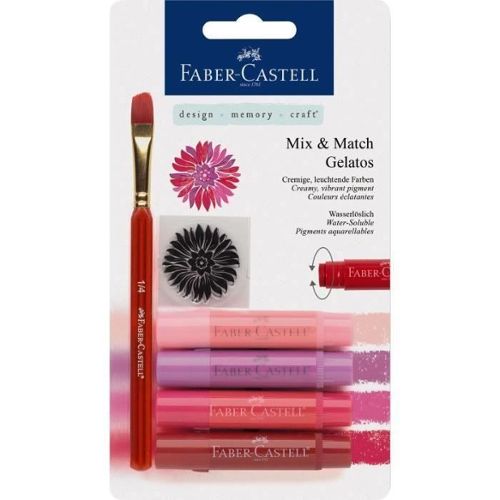 FABER-CASTELL
since 1761
design • memory • craft®
Mix & Match
Gelatos
Cremige, leuchtende Farben
Creamy, vibrant pigment
Couleurs éclatantes
Wasserlöslich
Water-Soluble
Pigments aquarellables
FABER-CA
1/4
FABER-CASTELL
FABER-CASTELL
FABER-CASTELL
FABER-CASTELL
FABER-CASTELL